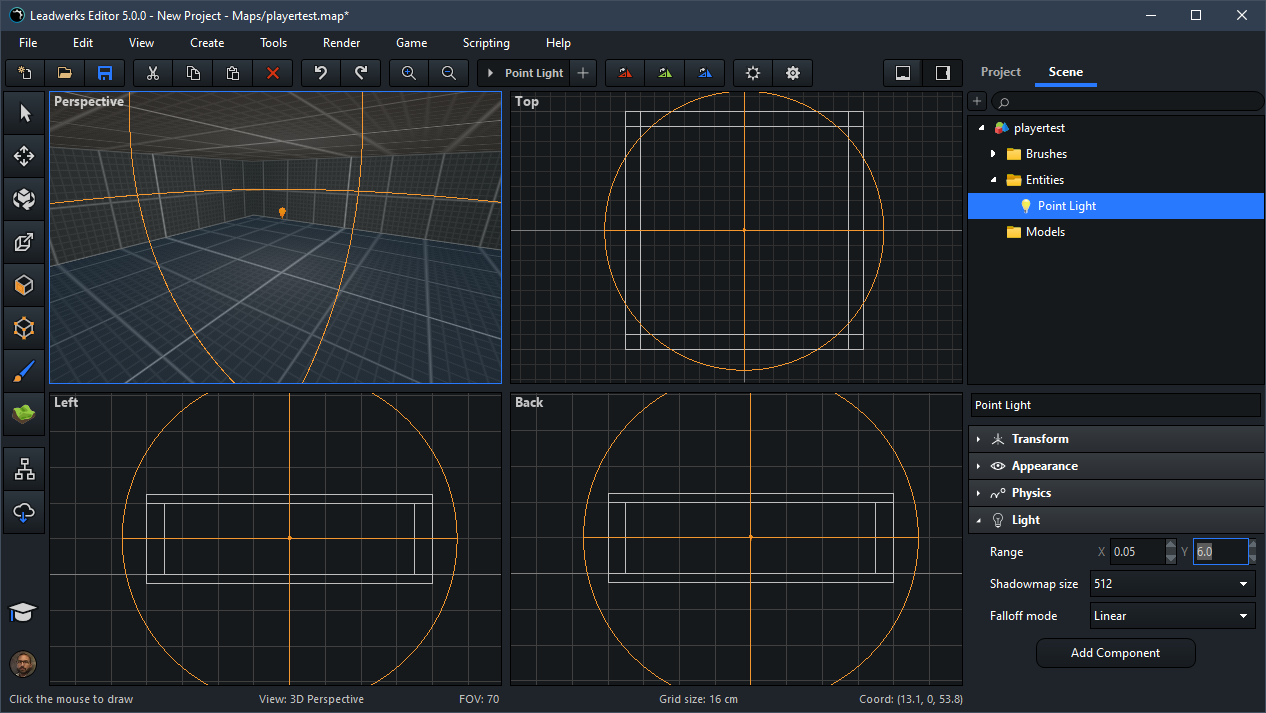 Leadwerks Editor 5.0.0 - New Project - Maps/playertest.map*
File Edit View Create Tools Render Game Scripting Help
Point Light
Project Scene
Perspective
Top
playertest
Brushes
Entities
Point Light
Models
Left
Back
Point Light
Transform
Appearance
Physics
Light
Range X 0.05 Y 6.0
Shadowmap size 512
Falloff mode Linear
Add Component
Click the mouse to draw View: 3D Perspective FOV: 70 Grid size: 16 cm Coord: (13.1, 0, 53.8)